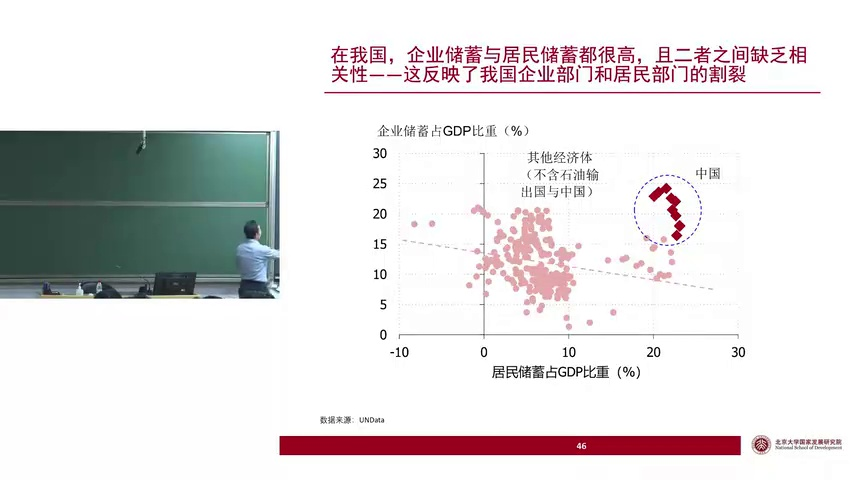 在我国，企业储蓄与居民储蓄都很高，且二者之间缺乏相
关性——这反映了我国企业部门和居民部门的割裂
企业储蓄占GDP比重（%）
30
25
20
15
10
5
0
其他经济体
（不含石油输
出国与中国）
中国
-10
0
10
20
30
居民储蓄占GDP比重（%）
数据来源：UNData
46
北京大学国家发展研究院
National School of Development